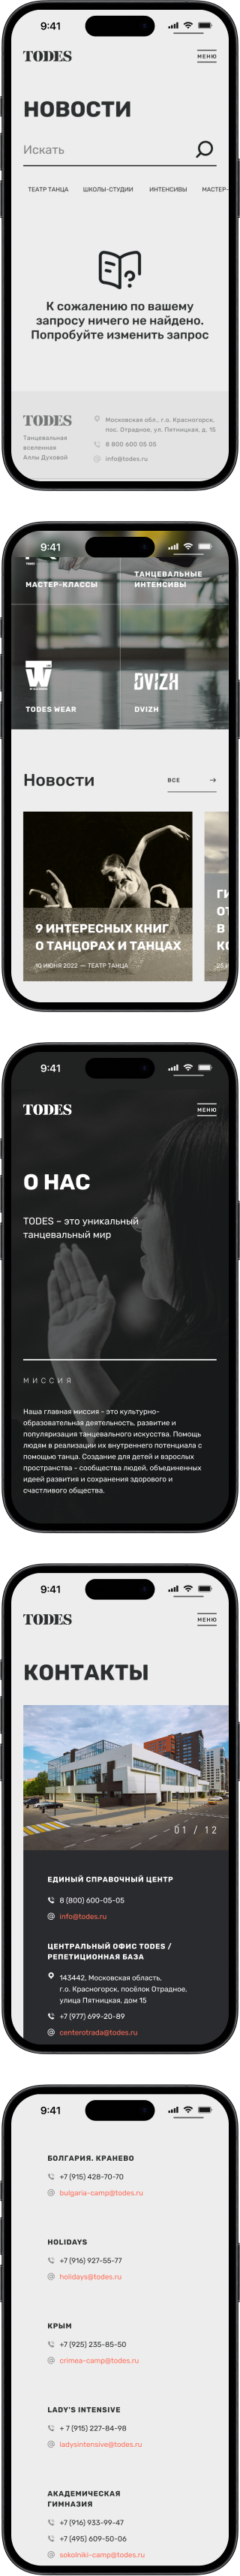 9:41
TODES
МЕНЮ
НОВОСТИ
Искать
ТЕАТР ТАНЦА ШКОЛЫ-СТУДИИ ИНТЕНСИВЫ МАСТЕР-
К сожалению по вашему
запросу ничего не найдено.
Попробуйте изменить запрос
TODES
Танцевальная
вселенная
Аллы Духовой
Московская обл., г.о. Красногорск,
пос. Отрадное, ул. Пятницкая, д. 15
8 800 600 05 05
info@todes.ru
9:41
МАСТЕР-КЛАССЫ
ТАНЦЕВАЛЬНЫЕ
ИНТЕНСИВЫ
W
TODES WEAR
DVIZH
DVIZH
Новости
ВСЕ →
9 ИНТЕРЕСНЫХ КНИГ
О ТАНЦОРАХ И ТАНЦАХ
10 ИЮНЯ 2022 — ТЕАТР ТАНЦА
ГИ
ОТ
В
КО
9:41
TODES
МЕНЮ
О НАС
TODES – это уникальный
танцевальный мир
МИССИЯ
Наша главная миссия - это культурно-
образовательная деятельность, развитие и
популяризация танцевального искусства. Помощь
людям в реализации их внутреннего потенциала с
помощью танца. Создание для детей и взрослых
пространства - сообщества людей, объединенных
идеей развития и сохранения здорового и
счастливого общества.
9:41
TODES
МЕНЮ
КОНТАКТЫ
01 / 12
ЕДИНЫЙ СПРАВОЧНЫЙ ЦЕНТР
8 (800) 600-05-05
info@todes.ru
ЦЕНТРАЛЬНЫЙ ОФИС TODES /
РЕПЕТИЦИОННАЯ БАЗА
143442, Московская область,
г.о. Красногорск, посёлок Отрадное,
улица Пятницкая, дом 15
+7 (977) 699-20-89
centerotrada@todes.ru
9:41
БОЛГАРИЯ. КРАНЕВО
+7 (915) 428-70-70
bulgaria-camp@todes.ru
HOLIDAYS
+7 (916) 927-55-77
holidays@todes.ru
КРЫМ
+7 (925) 235-85-50
crimea-camp@todes.ru
LADY'S INTENSIVE
+ 7 (915) 227-84-98
ladysintensive@todes.ru
АКАДЕМИЧЕСКАЯ
ГИМНАЗИЯ
+7 (916) 933-99-47
+7 (495) 609-50-06
sokolniki-camp@todes.ru